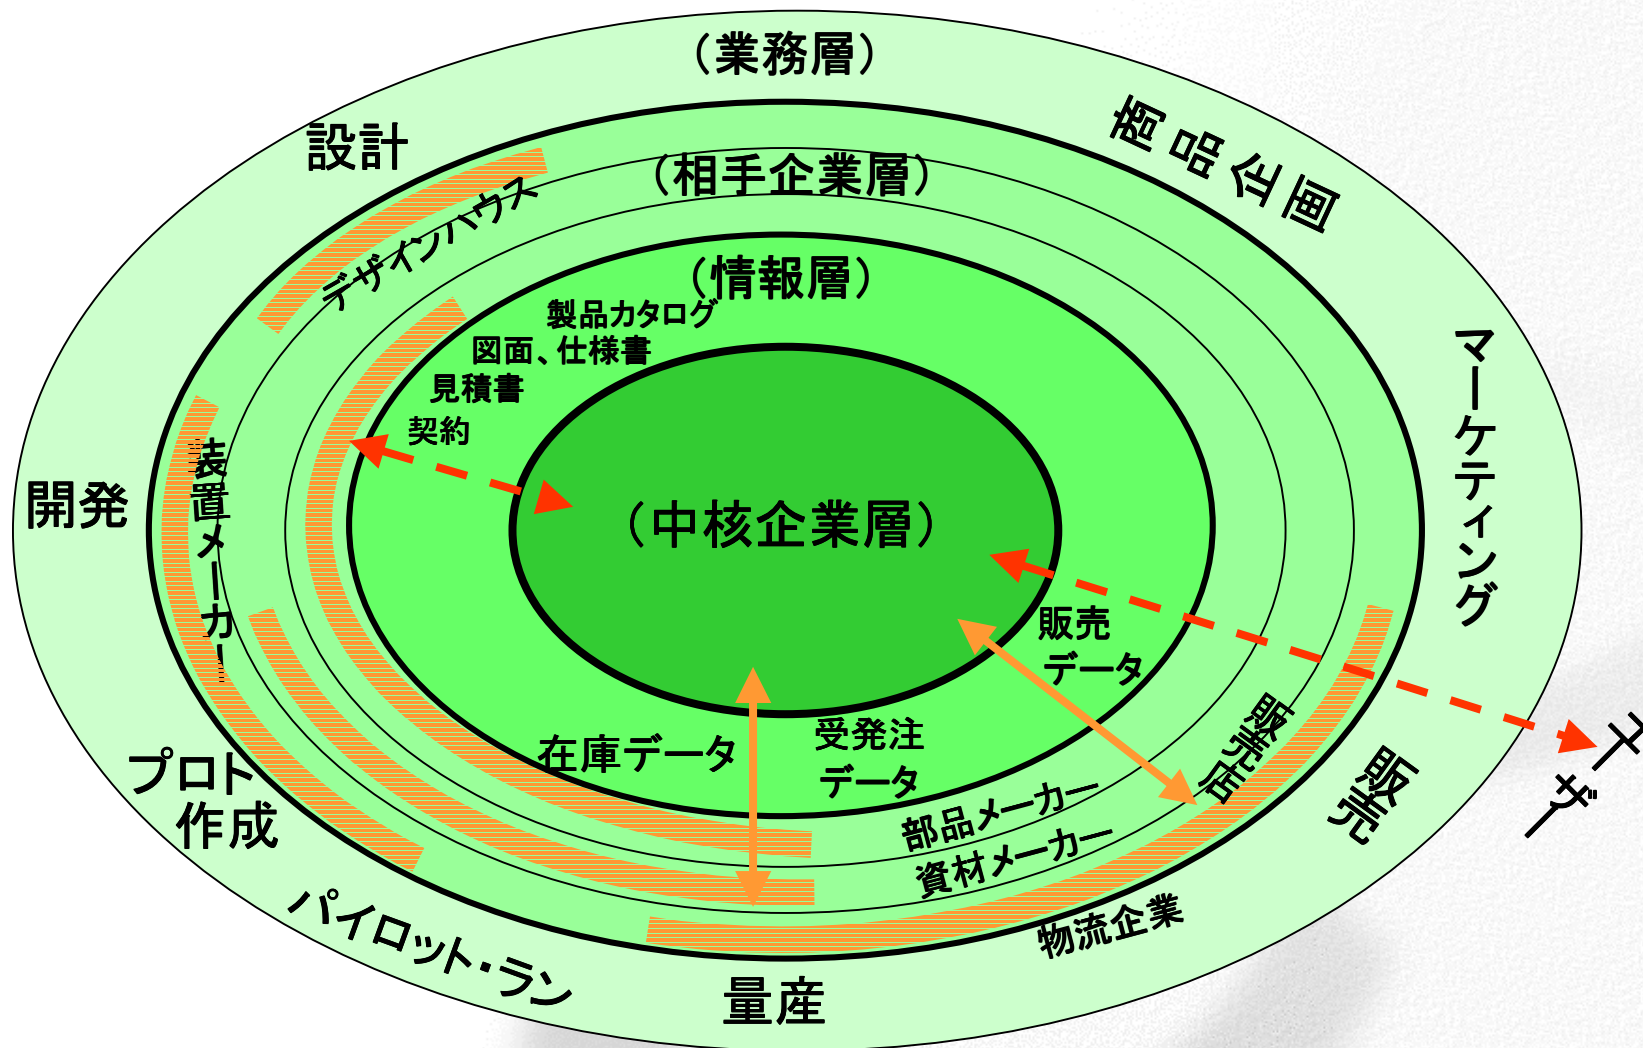 （業務層）
商品企画
設計
（相手企業層）
デザインハウス
（情報層）
製品カタログ
図面、仕様書
見積書
契約
マーケティング
開発
装置メーカー
（中核企業層）
販売
データ
販売店
在庫データ
受発注
データ
部品メーカー
資材メーカー
物流企業
販売
ユーザー
プロト
作成
パイロット・ラン
量産